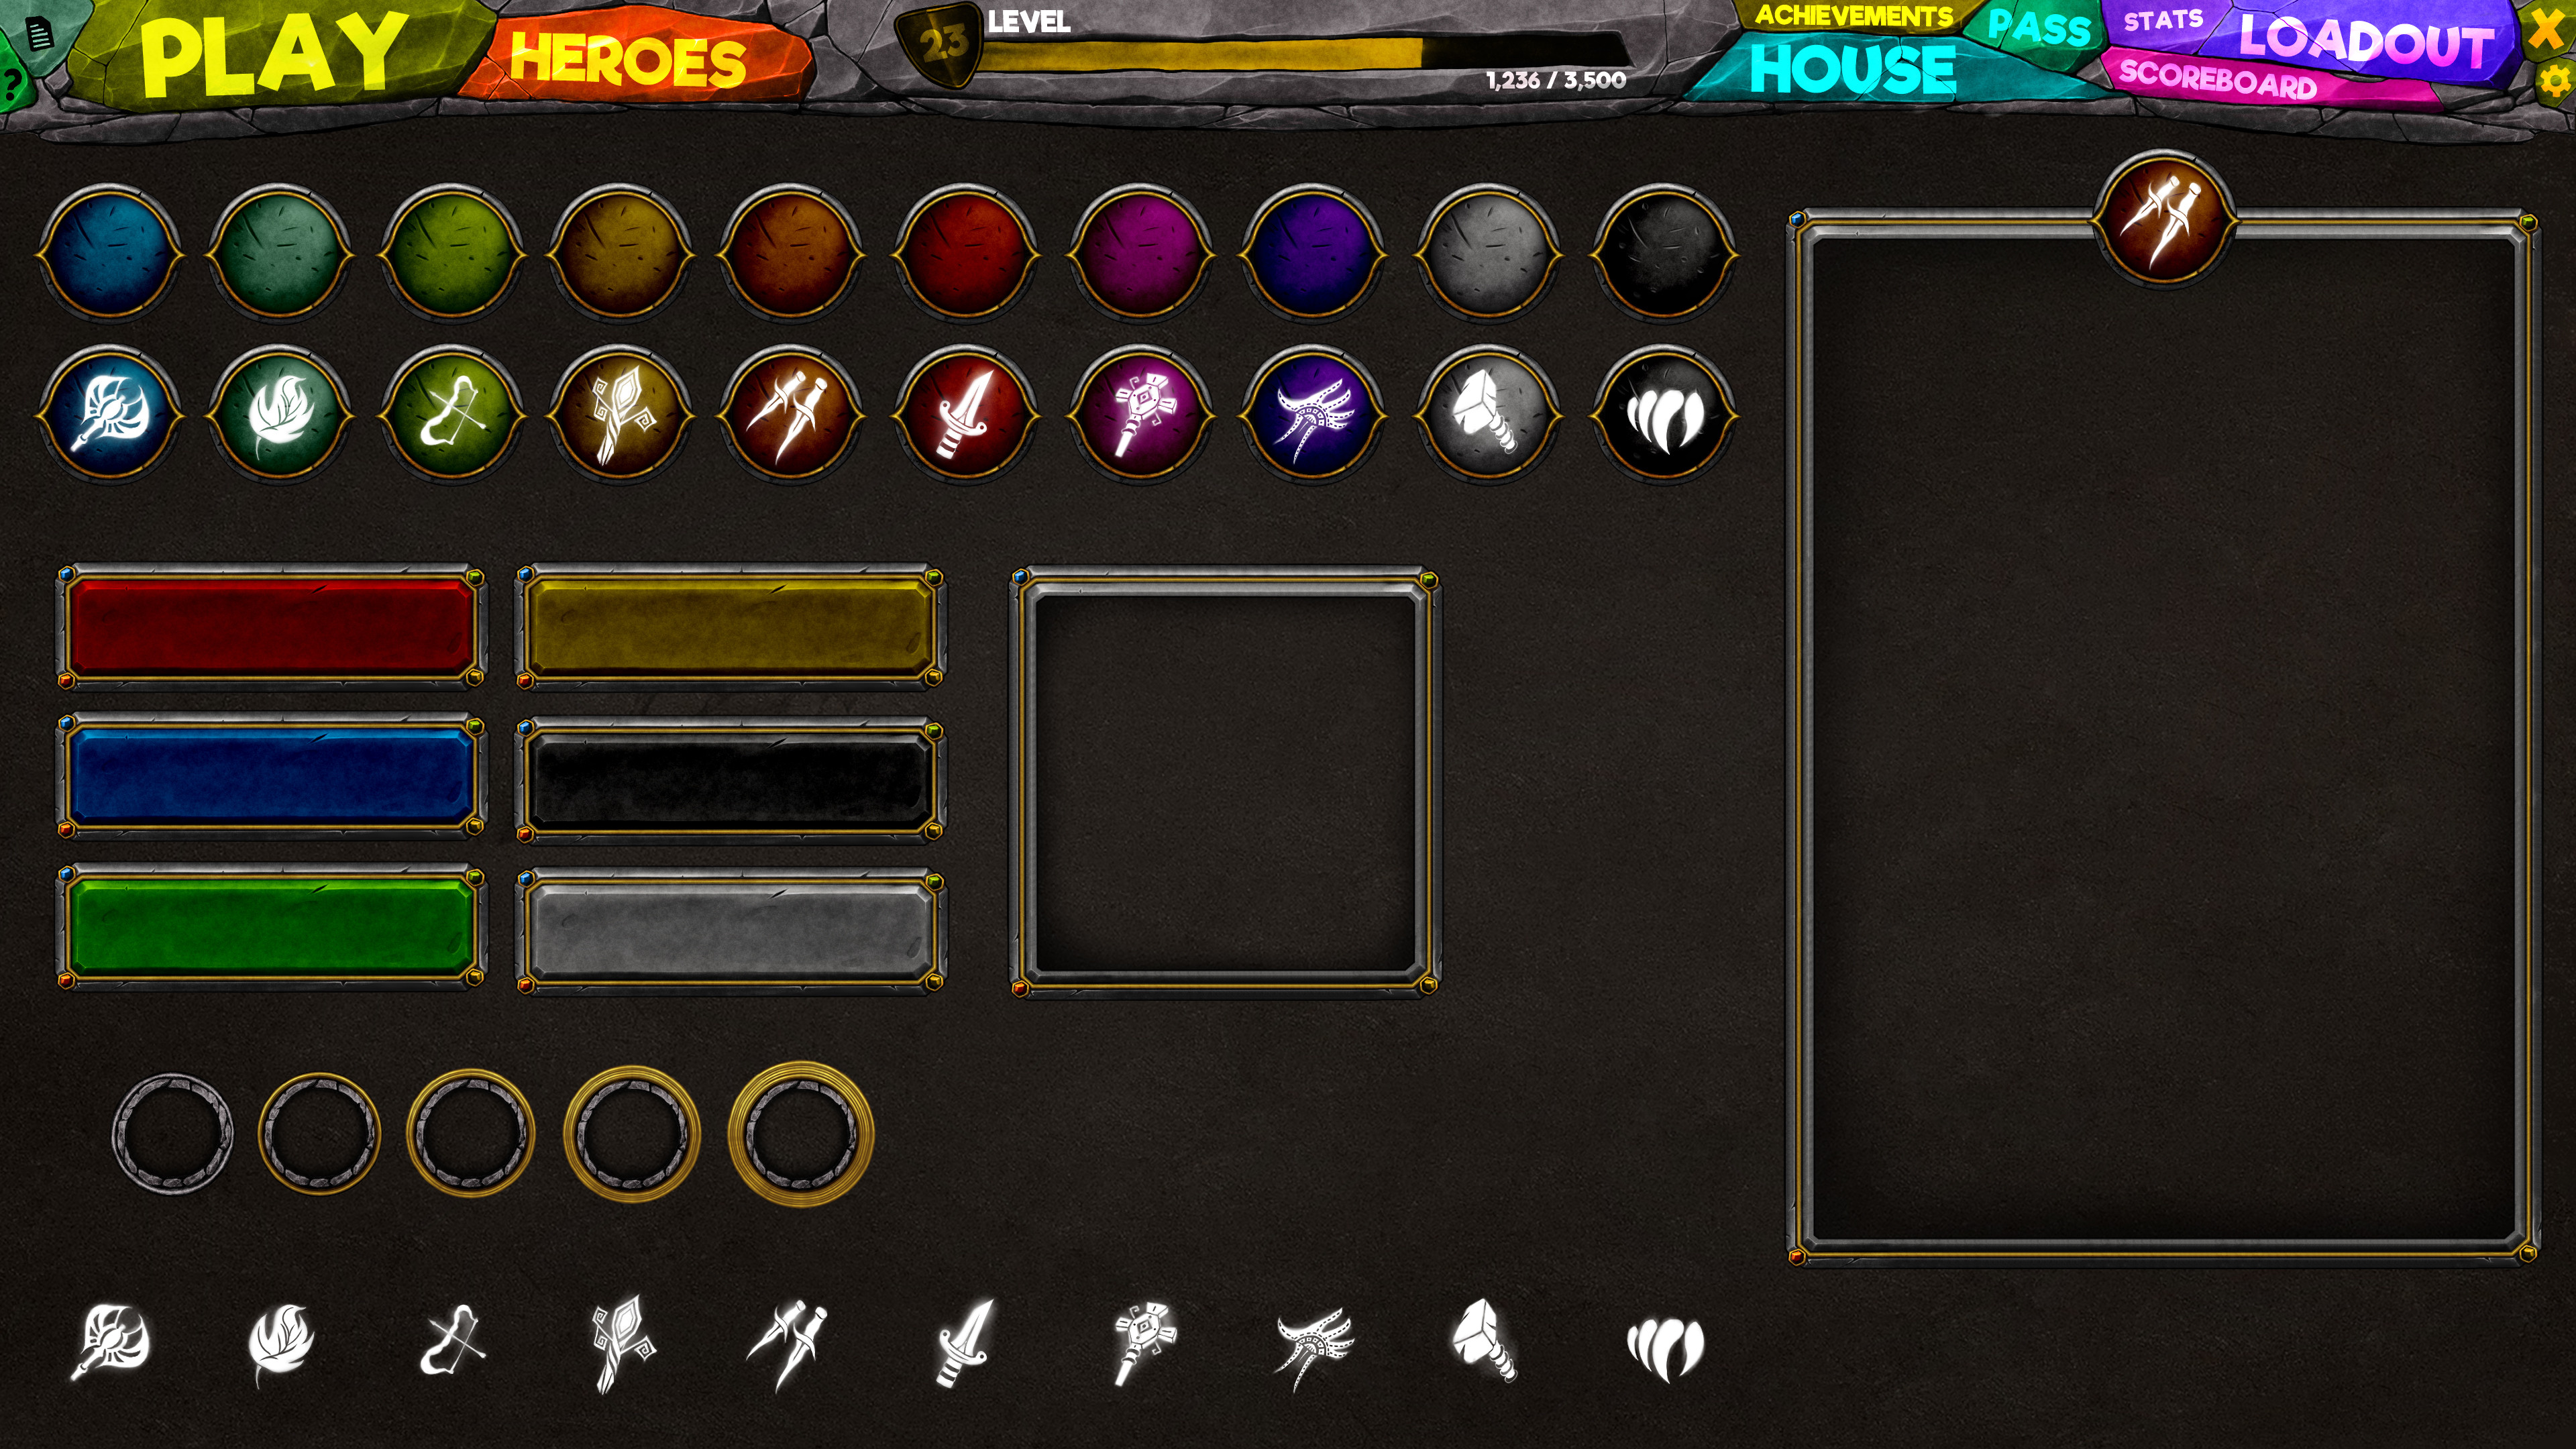 PLAY
HEROES
?
23
LEVEL
1,236 / 3,500
ACHIEVEMENTS
HOUSE
PASS
STATS
LOADOUT
SCOREBOARD
X